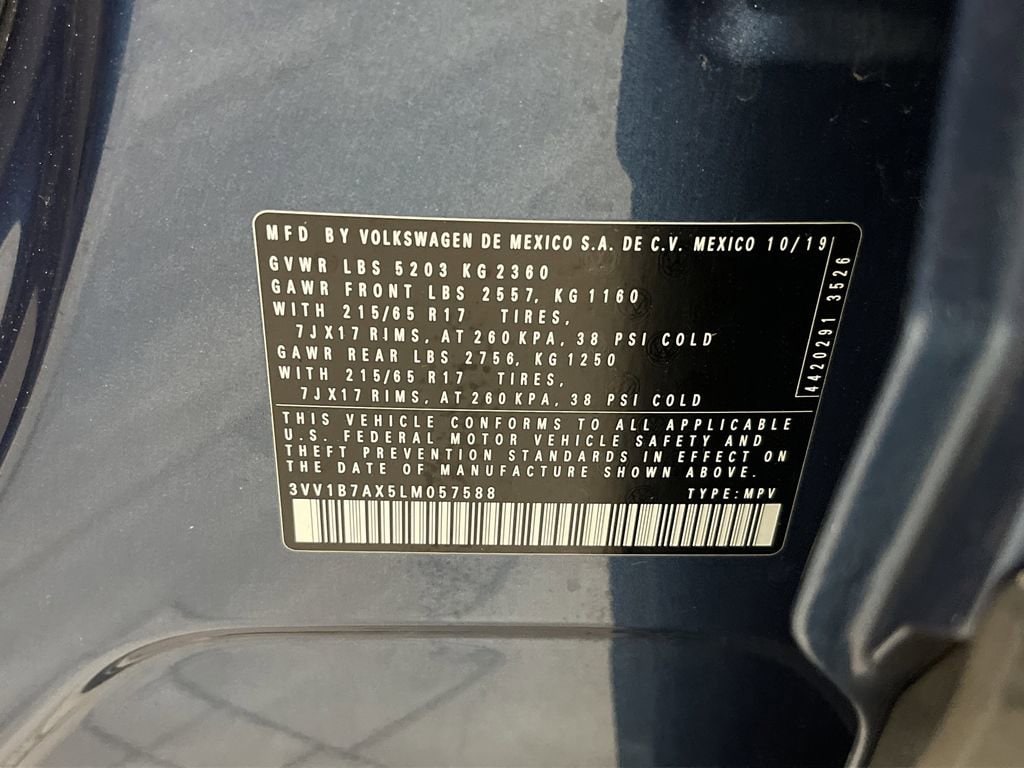 MFD BY VOLKSWAGEN DE MEXICO S.A. DE C.V. MEXICO 10/19
GVWR LBS 5203 KG 2360
GAWR FRONT LBS 2557, KG 1160
WITH 215/65 R17 TIRES,
7JX17 RIMS, AT 260 KPA, 38 PSI COLD
GAWR REAR LBS 2756, KG 1250
WITH 215/65 R17 TIRES,
7JX17 RIMS, AT 260 KPA, 38 PSI COLD
4420291 3526
THIS VEHICLE CONFORMS TO ALL APPLICABLE
U.S. FEDERAL MOTOR VEHICLE SAFETY AND
THEFT PREVENTION STANDARDS IN EFFECT ON
THE DATE OF MANUFACTURE SHOWN ABOVE.
3VV1B7AX5LM057588 TYPE: MPV